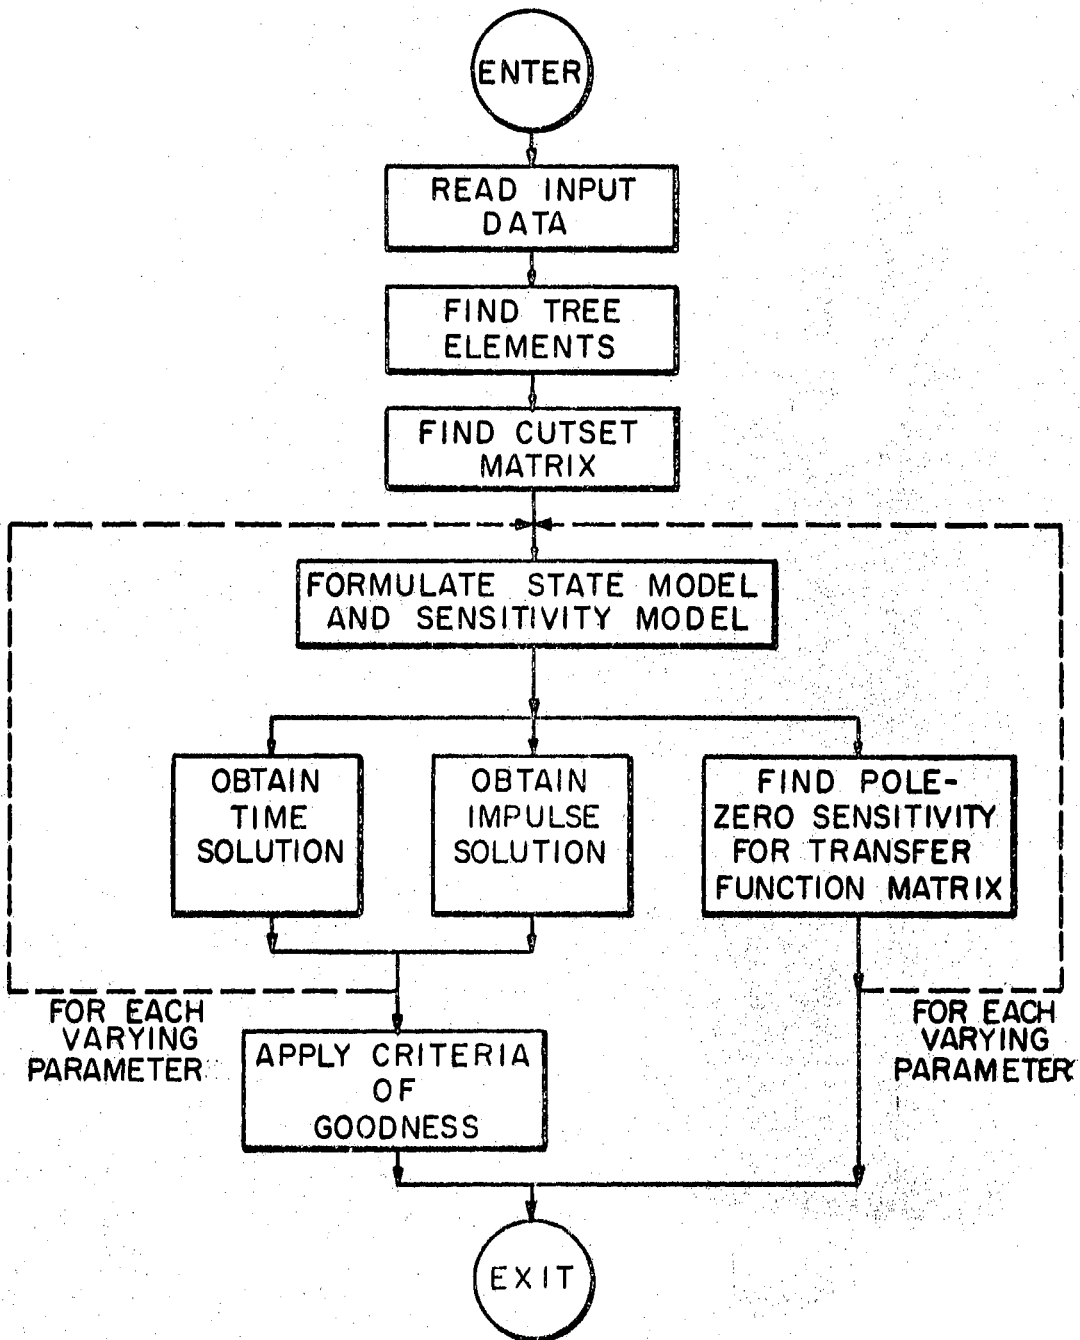 ENTER
READ INPUT
DATA
FIND TREE
ELEMENTS
FIND CUTSET
MATRIX
FORMULATE STATE MODEL
AND SENSITIVITY MODEL
OBTAIN
TIME
SOLUTION
OBTAIN
IMPULSE
SOLUTION
FIND POLE-
ZERO SENSITIVITY
FOR TRANSFER
FUNCTION MATRIX
FOR EACH
VARYING
PARAMETER
FOR EACH
VARYING
PARAMETER
APPLY CRITERIA
OF
GOODNESS
EXIT